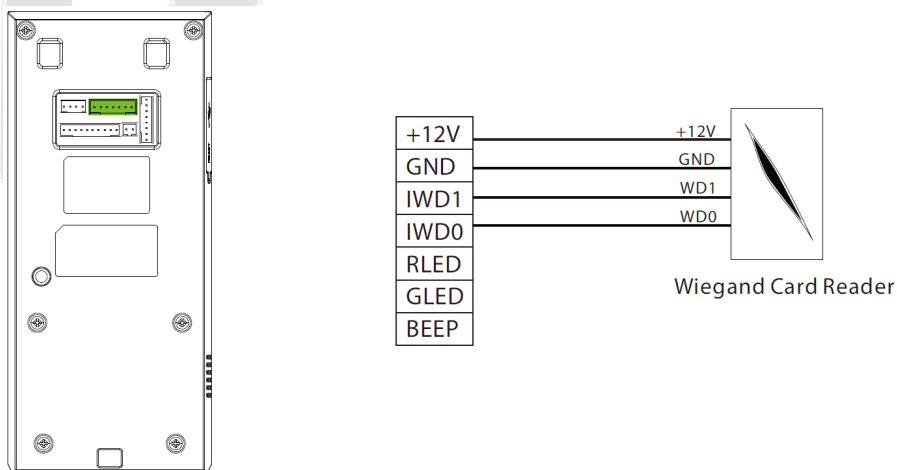 +12V
GND
IWD1
IWD0
RLED
GLED
BEEP
+12V
GND
WD1
WD0
Wiegand Card Reader